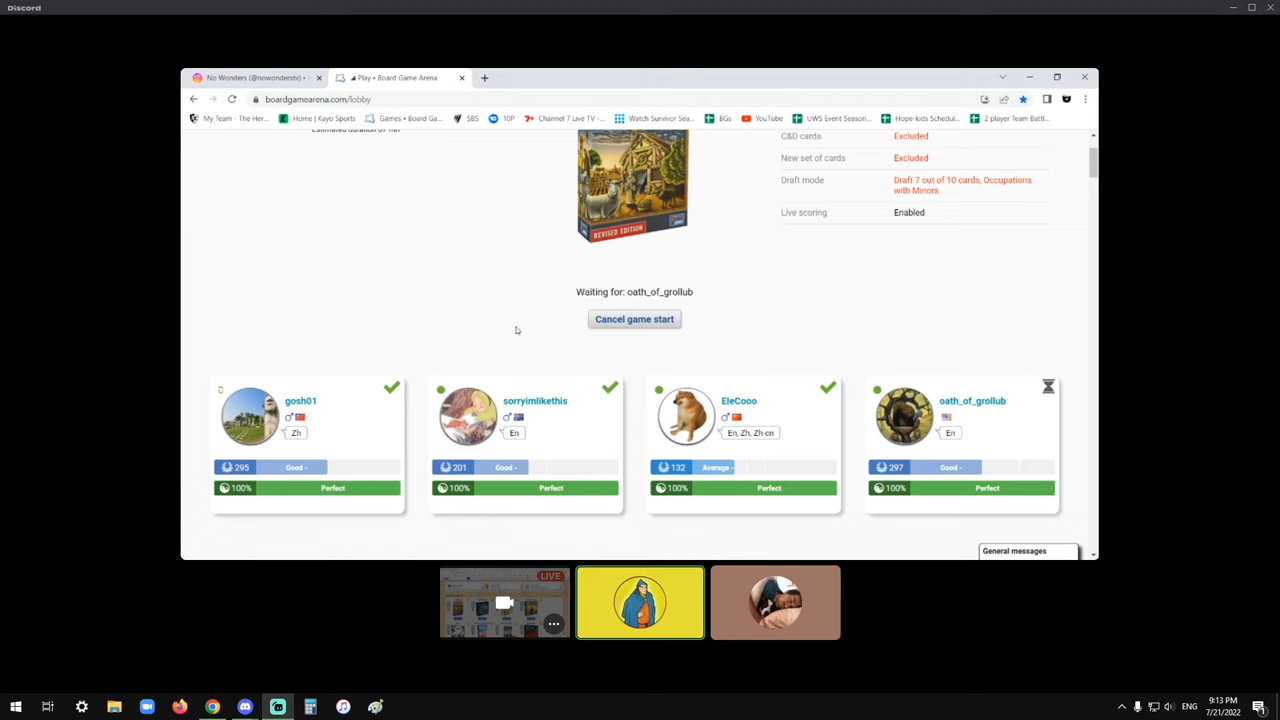 Discord
No Wonders (@nowonderstv) •
Play • Board Game Arena
boardgamearena.com/lobby
My Team - The Her...
Home | Kayo Sports
Games • Board Ga...
SBS
10P
Channel 7 Live TV -...
Watch Survivor Sea...
BGs
YouTube
UWS Event Season...
Hope-kids Schedul...
2 player Team Battl...
C&D cards
Excluded
New set of cards
Excluded
Draft mode
Draft 7 out of 10 cards, Occupations
with Minors
Live scoring
Enabled
REVISED EDITION
Waiting for: oath_of_grollub
Cancel game start
gosh01
Zh
295 Good -
100% Perfect
sorryimlikethis
En
201 Good -
100% Perfect
EleCooo
En, Zh, Zh-cn
132 Average -
100% Perfect
oath_of_grollub
En
297 Good -
100% Perfect
General messages
LIVE
ENG
9:13 PM
7/21/2022